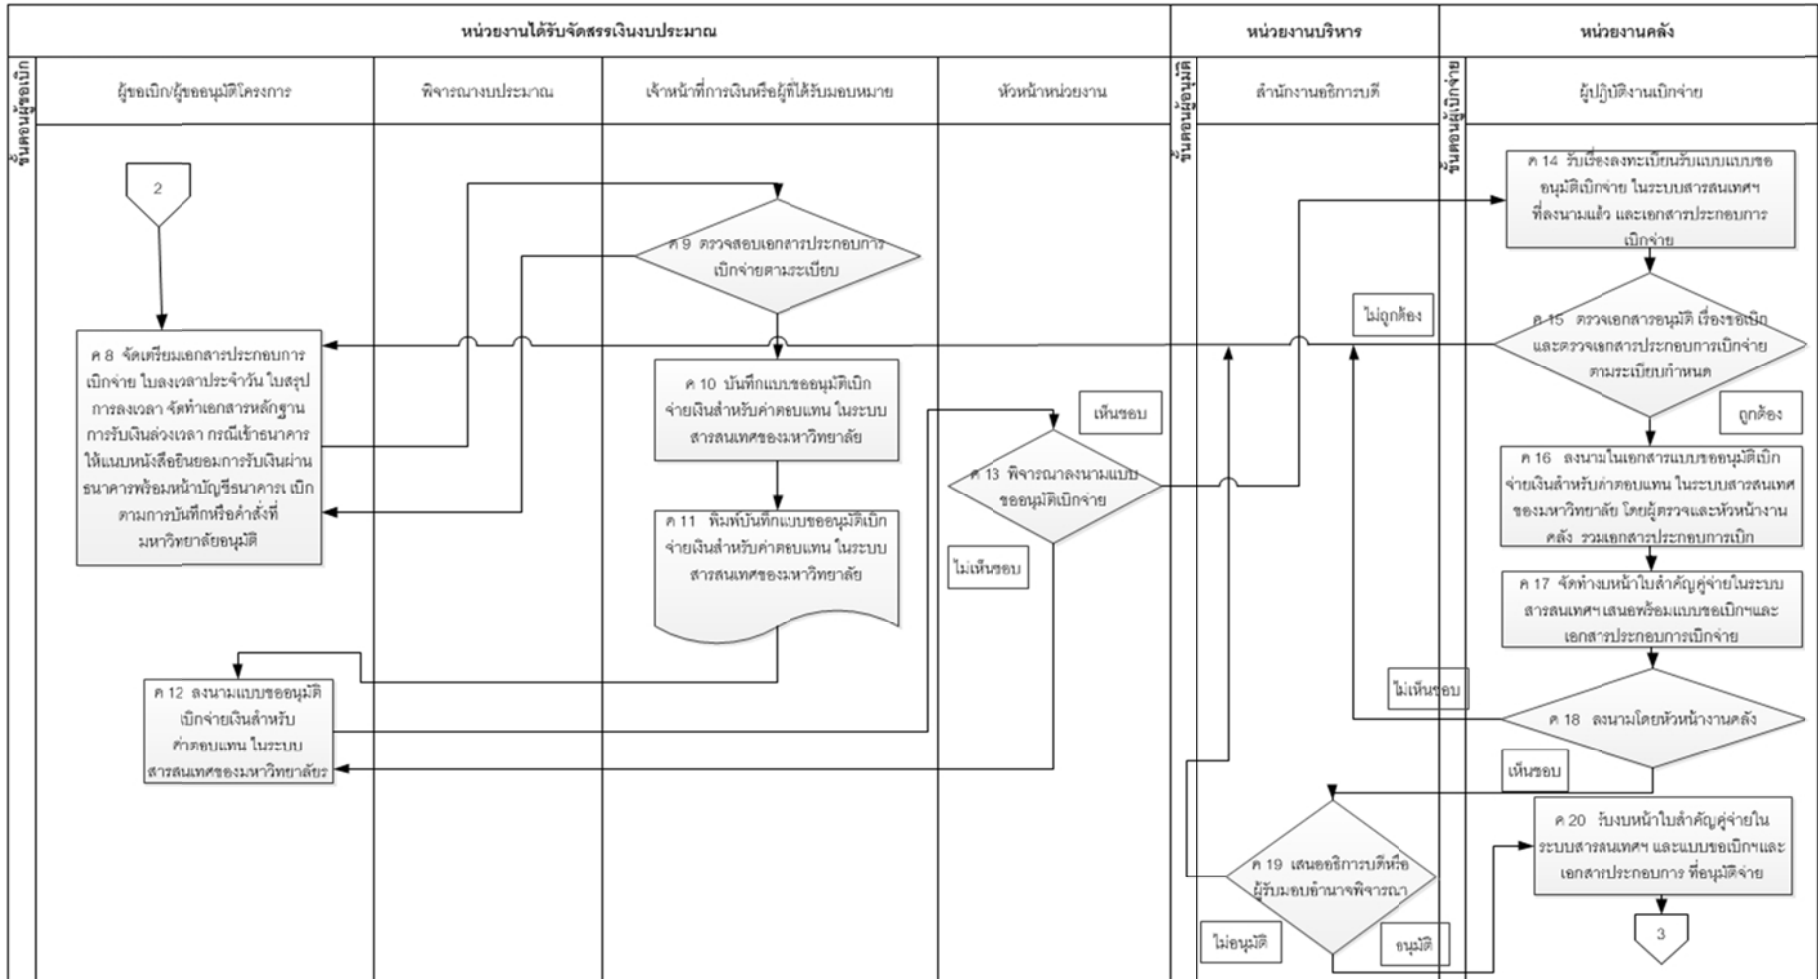 หน่วยงานได้รับจัดสรรเงินงบประมาณ
หน่วยงานบริหาร
หน่วยงานคลัง
ขั้นตอนผู้ขอเบิก
ผู้ขอเบิก/ผู้ขออนุมัติโครงการ
พิจารณางบประมาณ
เจ้าหน้าที่การเงินหรือผู้ที่ได้รับมอบหมาย
หัวหน้าหน่วยงาน
ขั้นตอนผู้อนุมัติ
สำนักงานอธิการบดี
ขั้นตอนผู้เบิกจ่าย
ผู้ปฏิบัติงานเบิกจ่าย
2
ค 8 จัดเตรียมเอกสารประกอบการ
เบิกจ่าย ใบลงเวลาประจำวัน ใบสรุป
การลงเวลา จัดทำเอกสารหลักฐาน
การรับเงินล่วงเวลา กรณีเข้าธนาคาร
ให้แนบหนังสือยินยอมการรับเงินผ่าน
ธนาคารพร้อมหน้าบัญชีธนาคาร เบิก
ตามการบันทึกหรือคำสั่งที่
มหาวิทยาลัยอนุมัติ
ค 9 ตรวจสอบเอกสารประกอบการ
เบิกจ่ายตามระเบียบ
ค 10 บันทึกแบบขออนุมัติเบิก
จ่ายเงินสำหรับค่าตอบแทน ในระบบ
สารสนเทศของมหาวิทยาลัย
ค 11 พิมพ์บันทึกแบบขออนุมัติเบิก
จ่ายเงินสำหรับค่าตอบแทน ในระบบ
สารสนเทศของมหาวิทยาลัย
ค 12 ลงนามแบบขออนุมัติ
เบิกจ่ายเงินสำหรับ
ค่าตอบแทน ในระบบ
สารสนเทศของมหาวิทยาลัยร
เห็นชอบ
ค 13 พิจารณาลงนามแบบ
ขออนุมัติเบิกจ่าย
ไม่เห็นชอบ
ค 14 รับเรื่องลงทะเบียนรับแบบแบบขอ
อนุมัติเบิกจ่าย ในระบบสารสนเทศฯ
ที่ลงนามแล้ว และเอกสารประกอบการ
เบิกจ่าย
ไม่ถูกต้อง
ค 15 ตรวจเอกสารอนุมัติ เรื่องขอเบิก
และตรวจเอกสารประกอบการเบิกจ่าย
ตามระเบียบกำหนด
ถูกต้อง
ค 16 ลงนามในเอกสารแบบขออนุมัติเบิก
จ่ายเงินสำหรับค่าตอบแทน ในระบบสารสนเทศ
ของมหาวิทยาลัย โดยผู้ตรวจและหัวหน้างาน
คลัง รวมเอกสารประกอบการเบิก
ค 17 จัดทำงบหน้าใบสำคัญคู่จ่ายในระบบ
สารสนเทศฯ เสนอพร้อมแบบขอเบิกฯและ
เอกสารประกอบการเบิกจ่าย
ไม่เห็นชอบ
ค 18 ลงนามโดยหัวหน้างานคลัง
เห็นชอบ
ค 19 เสนออธิการบดีหรือ
ผู้รับมอบอำนาจพิจารณา
ไม่อนุมัติ
อนุมัติ
ค 20 รับงบหน้าใบสำคัญคู่จ่ายใน
ระบบสารสนเทศฯ และแบบขอเบิกฯและ
เอกสารประกอบการ ที่อนุมัติจ่าย
3